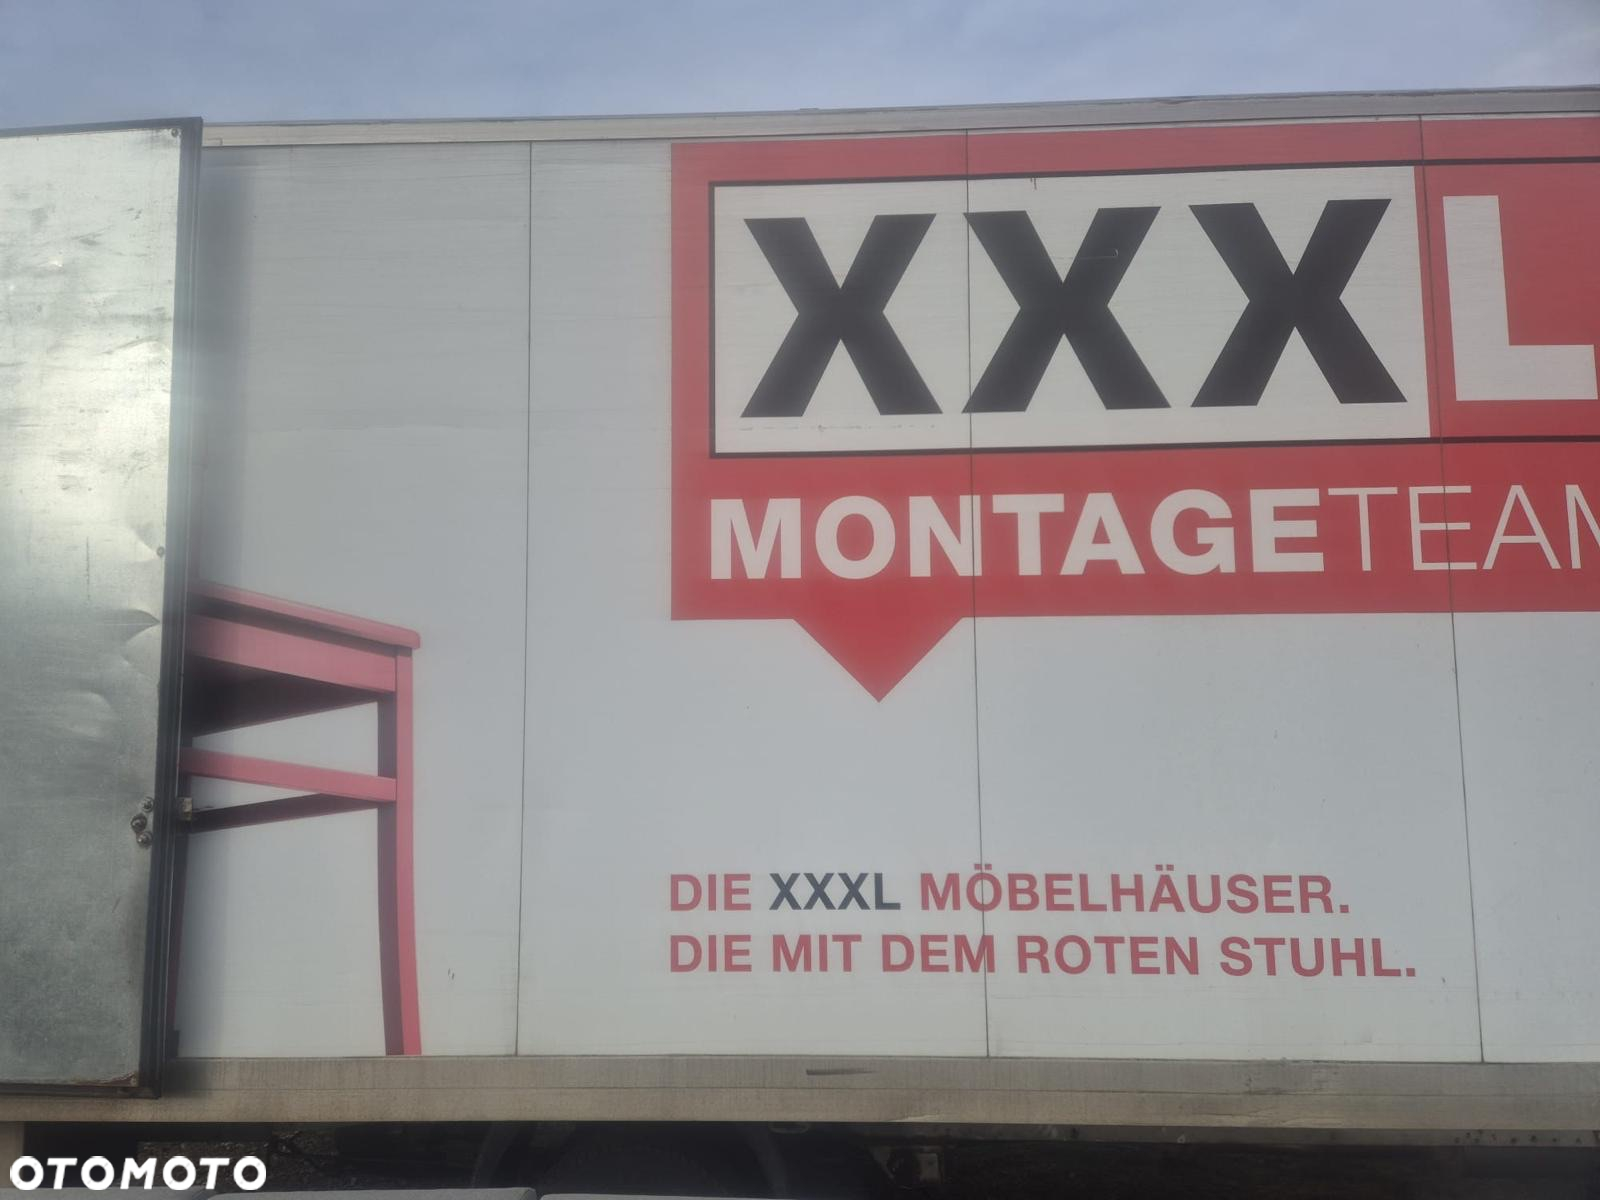 XXXL
MONTAGETEAM
DIE XXXL MÖBELHÄUSER.
DIE MIT DEM ROTEN STUHL.
OTOMOTO